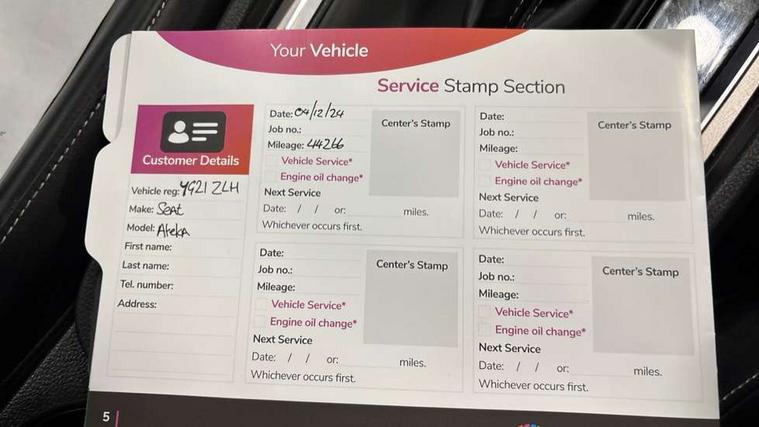 Your Vehicle
Service Stamp Section
Customer Details
Vehicle reg: YG21 ZLH
Make: Seat
Model: Ateka
First name:
Last name:
Tel. number:
Address:
Date: 04/12/24
Job no.:
Mileage: 44266
Vehicle Service*
Engine oil change*
Next Service
Date: / / or: miles.
Whichever occurs first.
Center's Stamp
Date:
Job no.:
Mileage:
Vehicle Service*
Engine oil change*
Next Service
Date: / / or: miles.
Whichever occurs first.
Center's Stamp
Date:
Job no.:
Mileage:
Vehicle Service*
Engine oil change*
Next Service
Date: / / or: miles.
Whichever occurs first.
Center's Stamp
Date:
Job no.:
Mileage:
Vehicle Service*
Engine oil change*
Next Service
Date: / / or: miles.
Whichever occurs first.
Center's Stamp
5